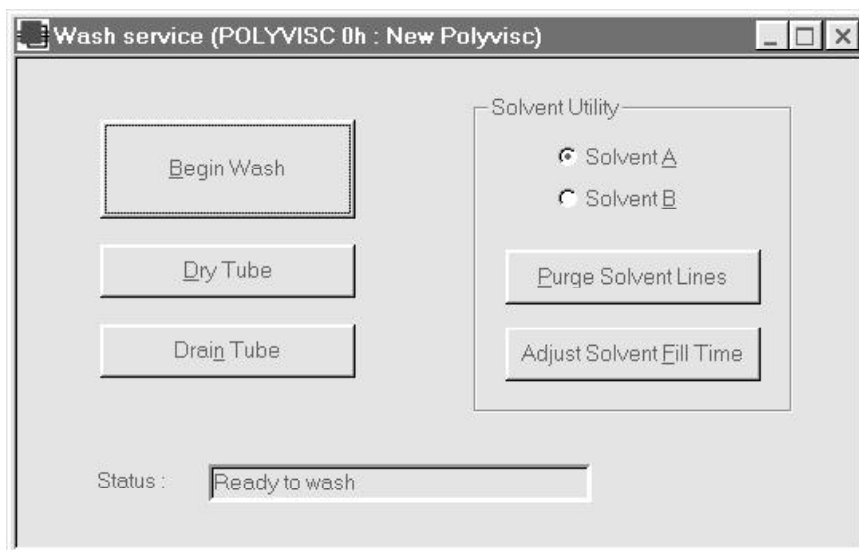 Wash service (POLYVISC 0h : New Polyvisc)
Begin Wash
Dry Tube
Drain Tube
Solvent Utility
Solvent A
Solvent B
Purge Solvent Lines
Adjust Solvent Fill Time
Status :
Ready to wash